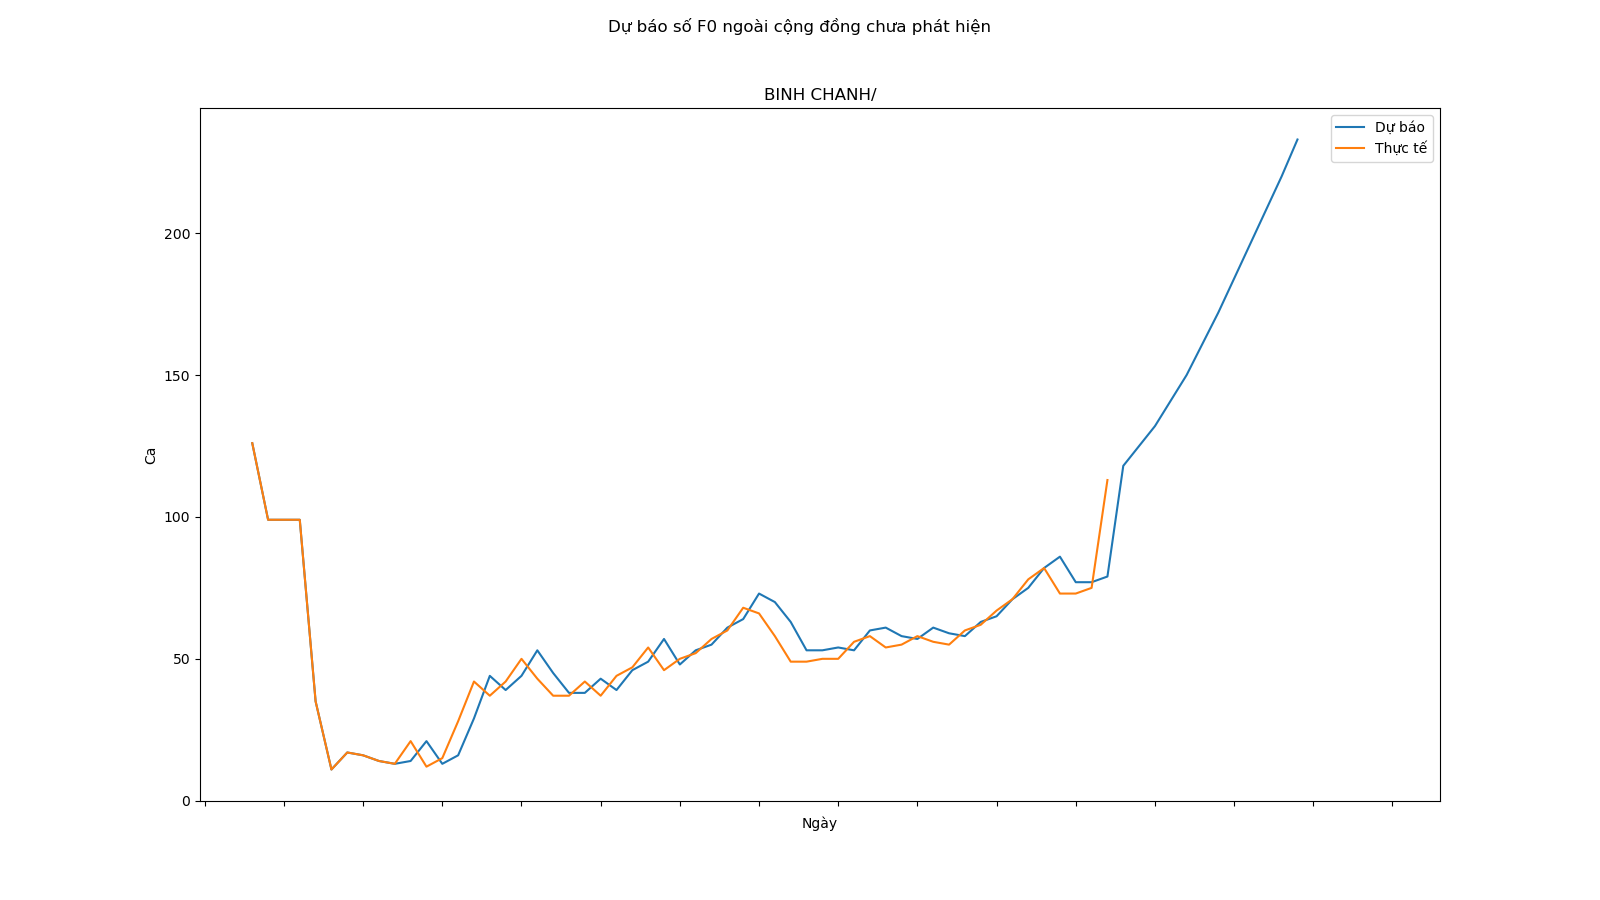 Dự báo số F0 ngoài cộng đồng chưa phát hiện
BINH CHANH/
Dự báo
Thực tế
200
150
Ca
100
50
0
Ngày